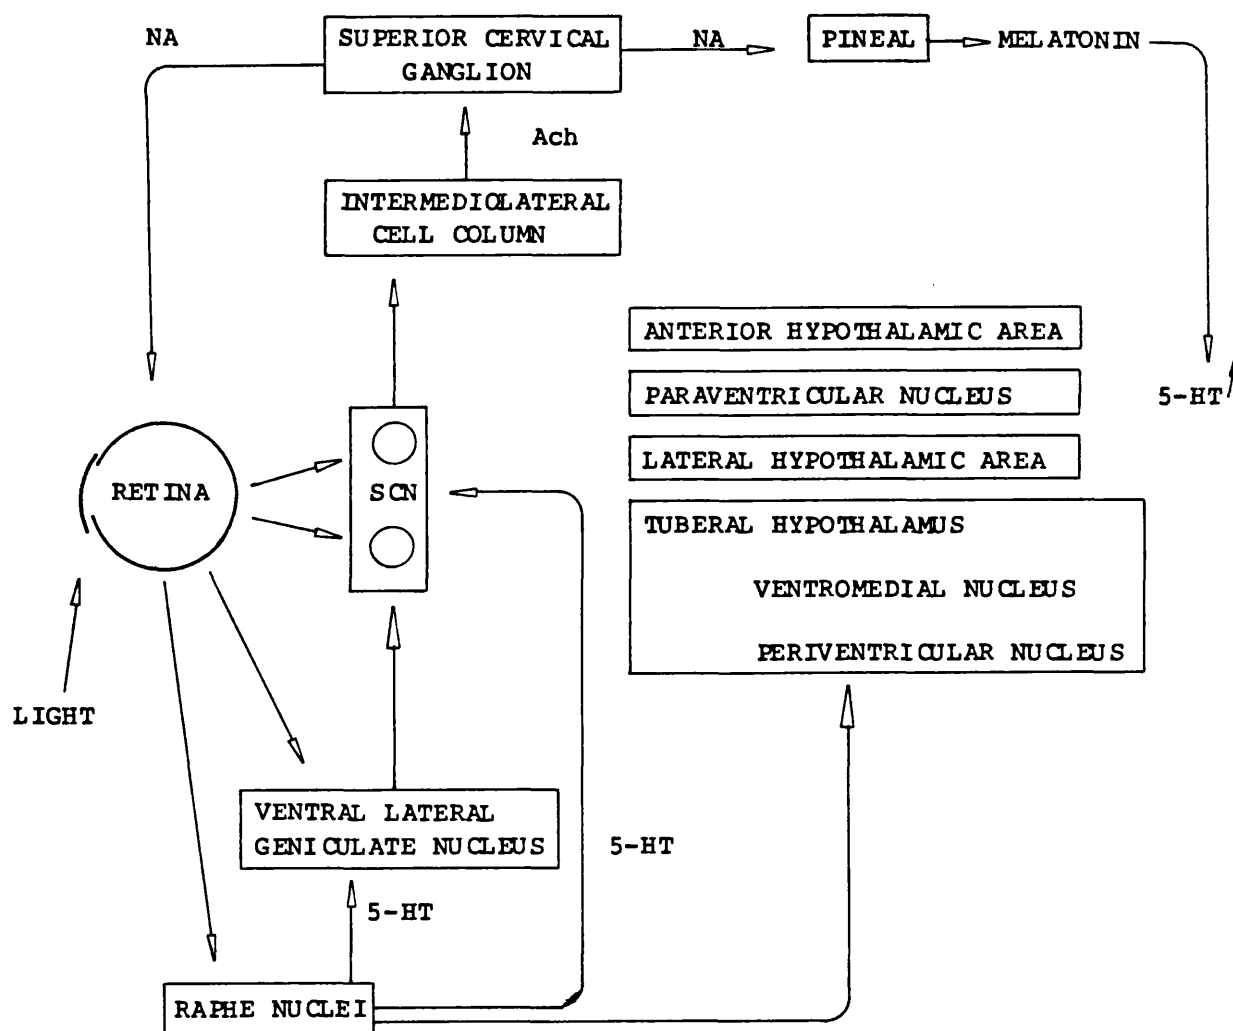 NA
SUPERIOR CERVICAL
GANGLION
NA
PINEAL
MELATONIN
Ach
INTERMEDIOLATERAL
CELL COLUMN
ANTERIOR HYPOTHALAMIC AREA
PARAVENTRICULAR NUCLEUS
5-HT
LATERAL HYPOTHALAMIC AREA
RETINA
SCN
TUBERAL HYPOTHALAMUS
VENTROMEDIAL NUCLEUS
PERIVENTRICULAR NUCLEUS
LIGHT
VENTRAL LATERAL
GENICULATE NUCLEUS
5-HT
5-HT
RAPHE NUCLEI